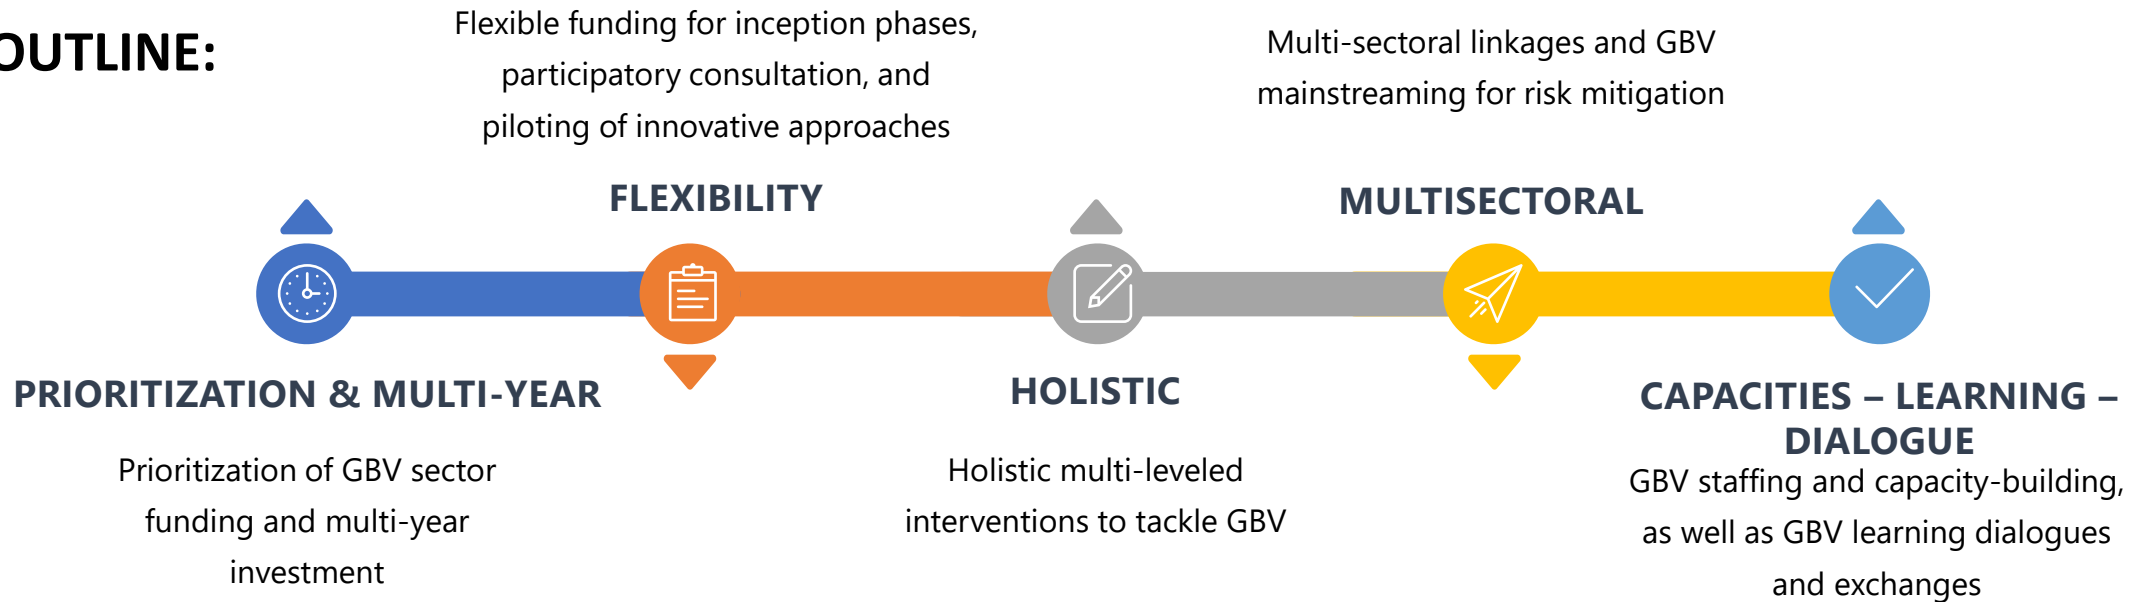 OUTLINE:
Flexible funding for inception phases,
participatory consultation, and
piloting of innovative approaches
FLEXIBILITY
Multi-sectoral linkages and GBV
mainstreaming for risk mitigation
MULTISECTORAL
PRIORITIZATION & MULTI-YEAR
Prioritization of GBV sector
funding and multi-year
investment
HOLISTIC
Holistic multi-leveled
interventions to tackle GBV
CAPACITIES – LEARNING –
DIALOGUE
GBV staffing and capacity-building,
as well as GBV learning dialogues
and exchanges